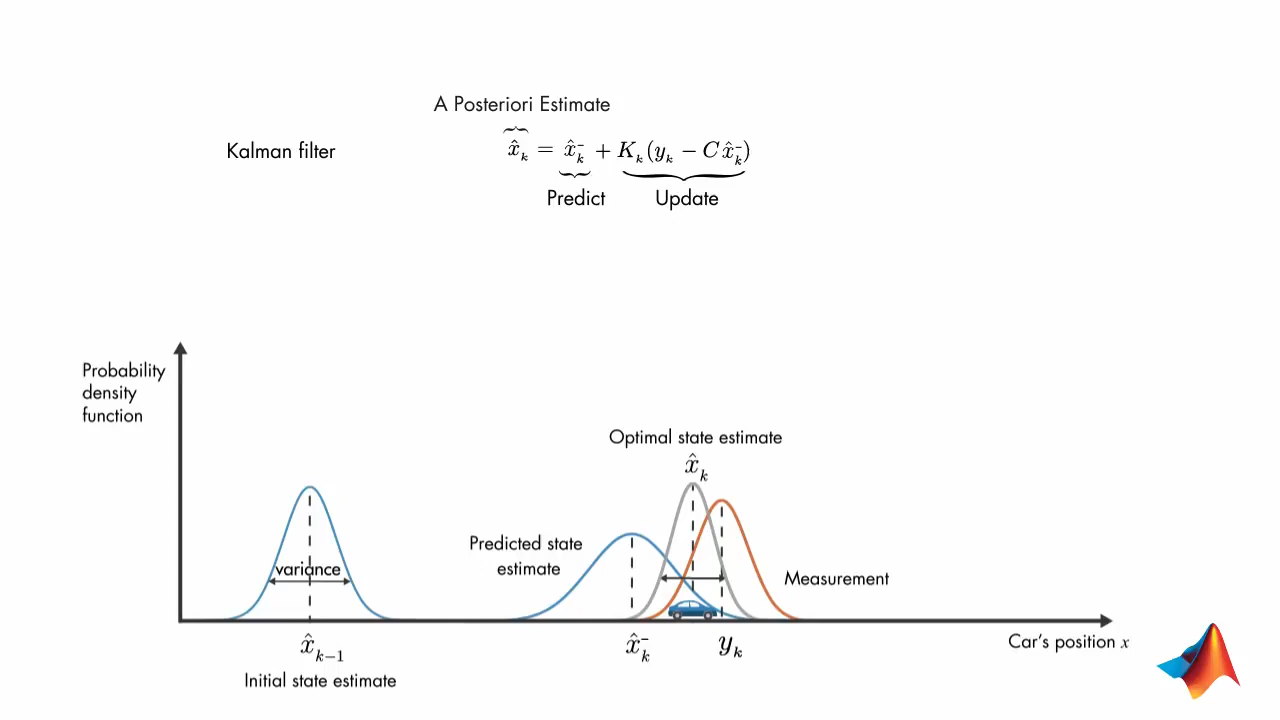 A Posteriori Estimate
Kalman filter
x̂ₖ = x̂ₖ⁻ + Kₖ(yₖ − Cx̂ₖ⁻)
Predict
Update
Probability
density
function
Optimal state estimate
x̂ₖ
Predicted state
estimate
variance
Measurement
x̂ₖ₋₁
x̂ₖ⁻
yₖ
Car's position x
Initial state estimate